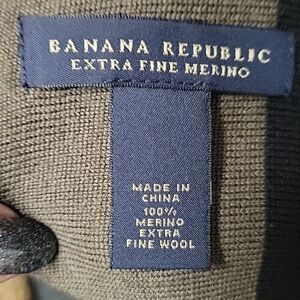 BANANA REPUBLIC
EXTRA FINE MERINO
MADE IN
CHINA
100%
MERINO
EXTRA
FINE WOOL